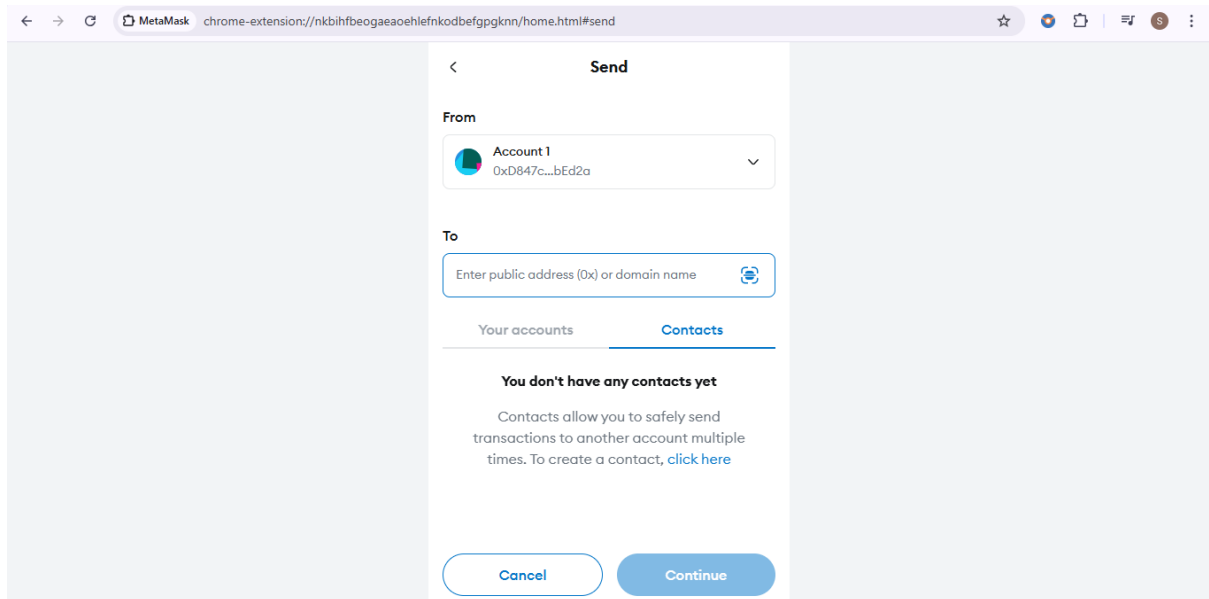 MetaMask chrome-extension://nkbihfbeogaeaoehlefnkodbefgpgknn/home.html#send S
Send
From
Account 1
0xD847c...bEd2a
To
Enter public address (0x) or domain name
Your accounts Contacts
You don't have any contacts yet
Contacts allow you to safely send
transactions to another account multiple
times. To create a contact, click here
Cancel Continue